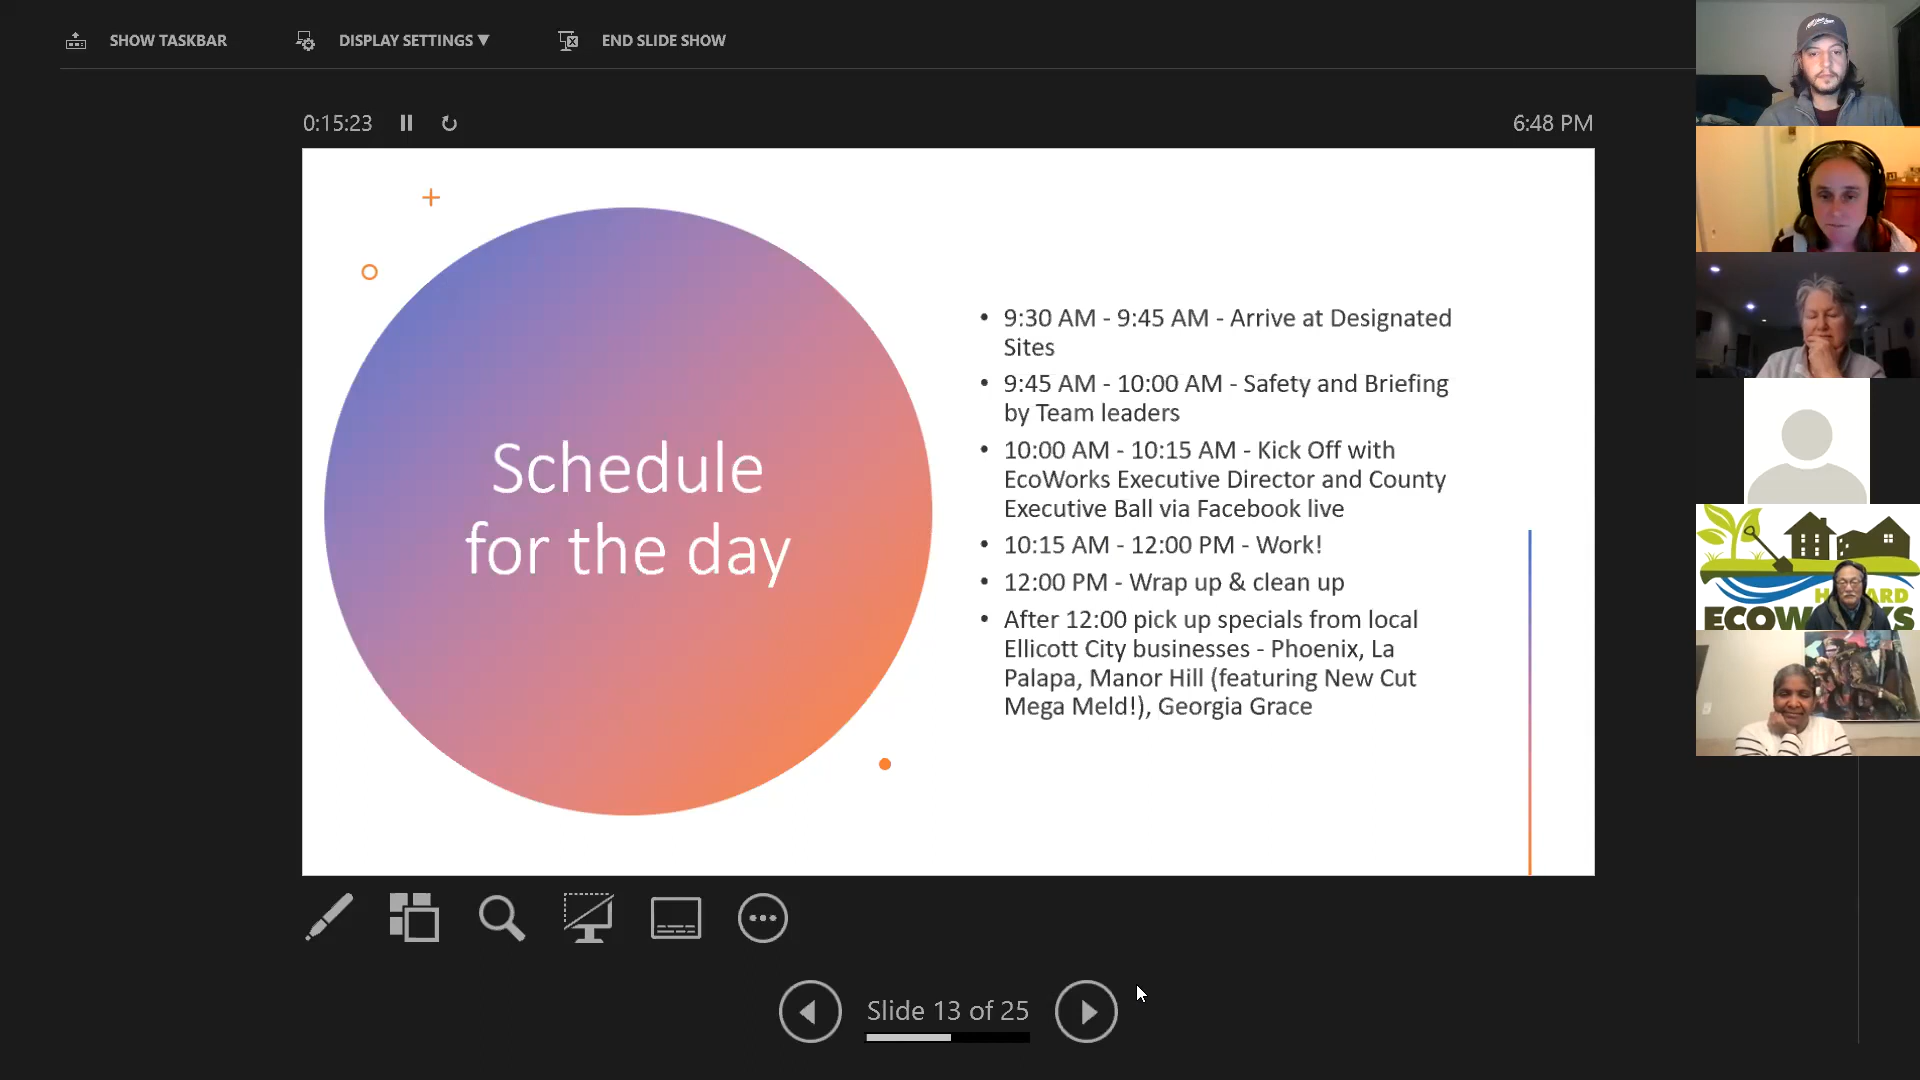 SHOW TASKBAR
DISPLAY SETTINGS ▼
END SLIDE SHOW
0:15:23
6:48 PM
Schedule
for the day
• 9:30 AM - 9:45 AM - Arrive at Designated
Sites
• 9:45 AM - 10:00 AM - Safety and Briefing
by Team leaders
• 10:00 AM - 10:15 AM - Kick Off with
EcoWorks Executive Director and County
Executive Ball via Facebook live
• 10:15 AM - 12:00 PM - Work!
• 12:00 PM - Wrap up & clean up
• After 12:00 pick up specials from local
Ellicott City businesses - Phoenix, La
Palapa, Manor Hill (featuring New Cut
Mega Meld!), Georgia Grace
Slide 13 of 25